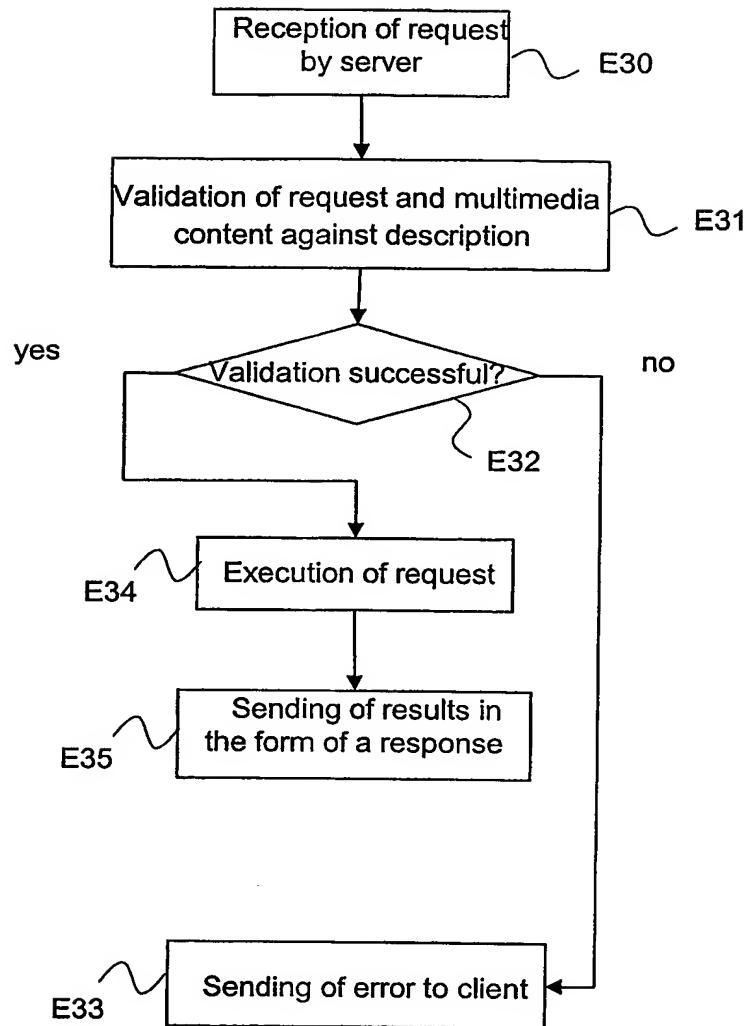 Reception of request
by server
E30
Validation of request and multimedia
content against description
E31
yes
no
Validation successful?
E32
Execution of request
E34
Sending of results in
the form of a response
E35
Sending of error to client
E33